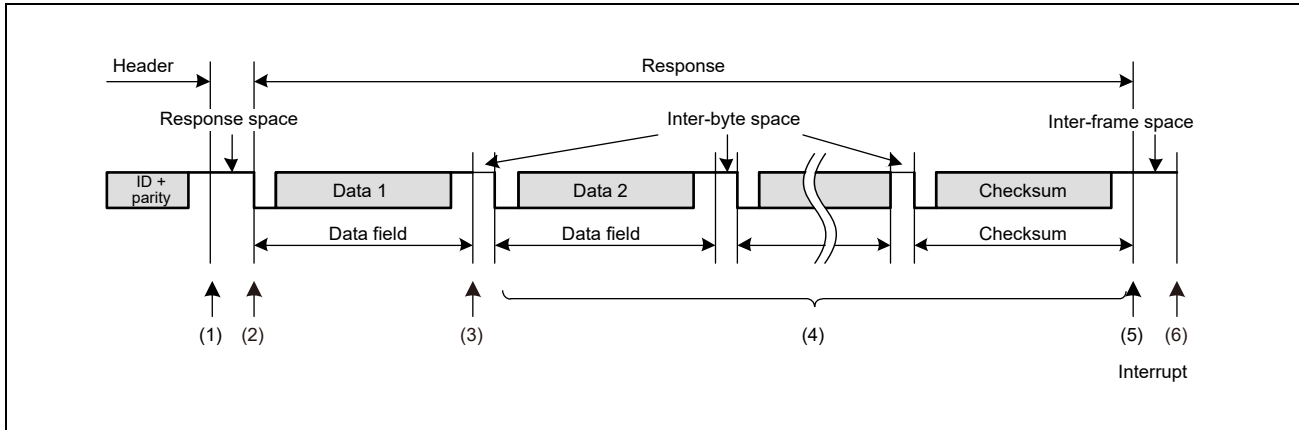 Header
Response
Response space
Inter-byte space
Inter-frame space
ID +
parity
Data 1
Data 2
Checksum
Data field
Data field
Checksum
(1)
(2)
(3)
(4)
(5)
(6)
Interrupt